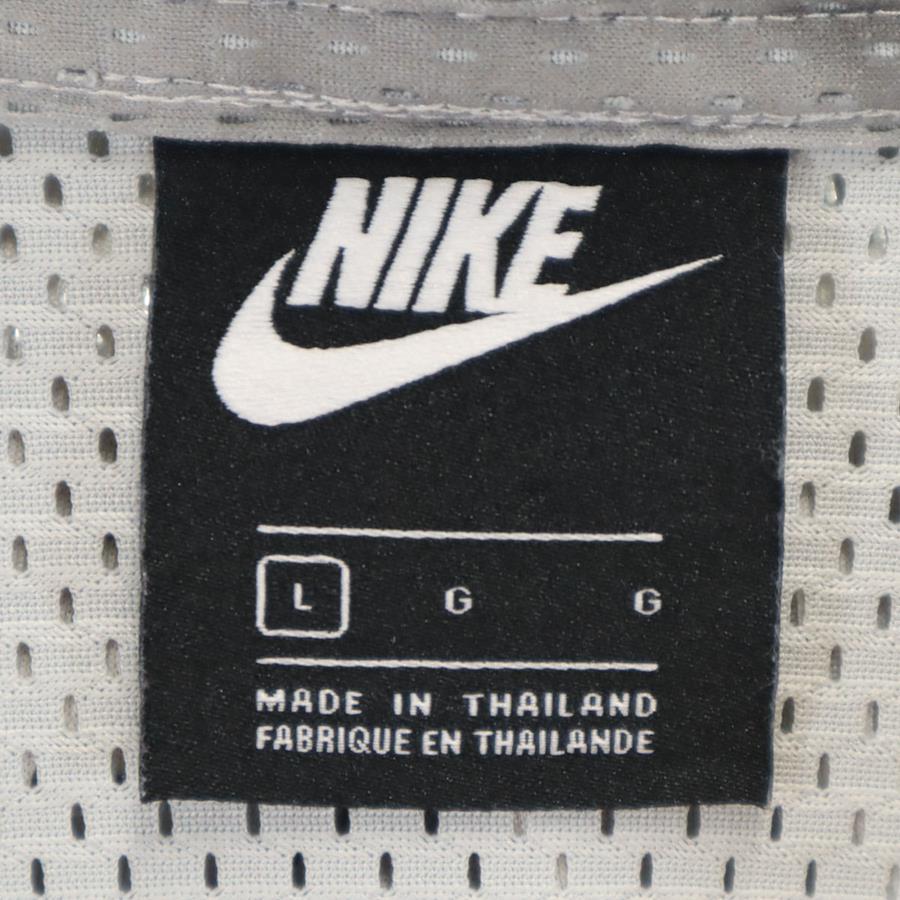 NIKE
L G G
MADE IN THAILAND
FABRIQUE EN THAILANDE